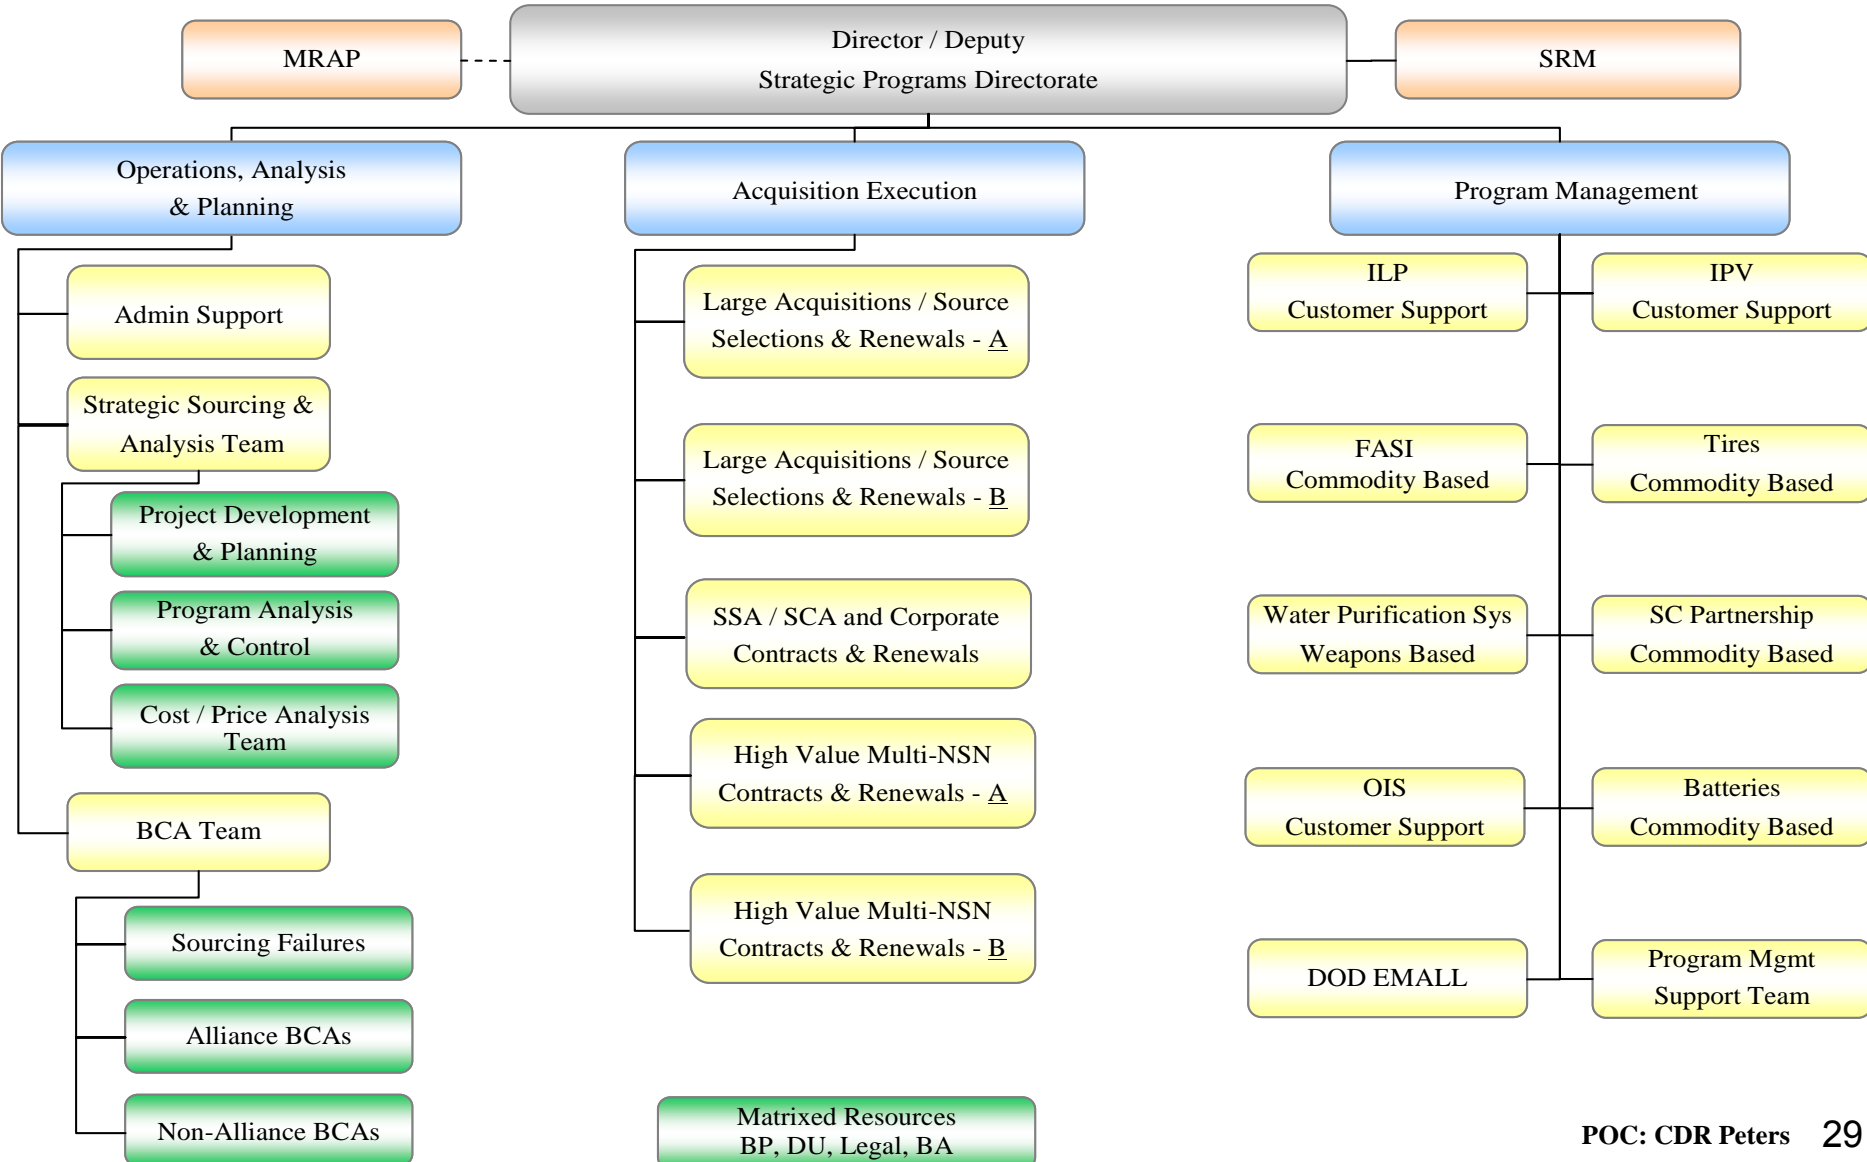 MRAP
Director / Deputy
Strategic Programs Directorate
SRM
Operations, Analysis
& Planning
Acquisition Execution
Program Management
Admin Support
Strategic Sourcing &
Analysis Team
Project Development
& Planning
Program Analysis
& Control
Cost / Price Analysis
Team
BCA Team
Sourcing Failures
Alliance BCAs
Non-Alliance BCAs
Large Acquisitions / Source
Selections & Renewals - A
Large Acquisitions / Source
Selections & Renewals - B
SSA / SCA and Corporate
Contracts & Renewals
High Value Multi-NSN
Contracts & Renewals - A
High Value Multi-NSN
Contracts & Renewals - B
Matrixed Resources
BP, DU, Legal, BA
ILP
Customer Support
IPV
Customer Support
FASI
Commodity Based
Tires
Commodity Based
Water Purification Sys
Weapons Based
SC Partnership
Commodity Based
OIS
Customer Support
Batteries
Commodity Based
DOD EMALL
Program Mgmt
Support Team
POC: CDR Peters 29